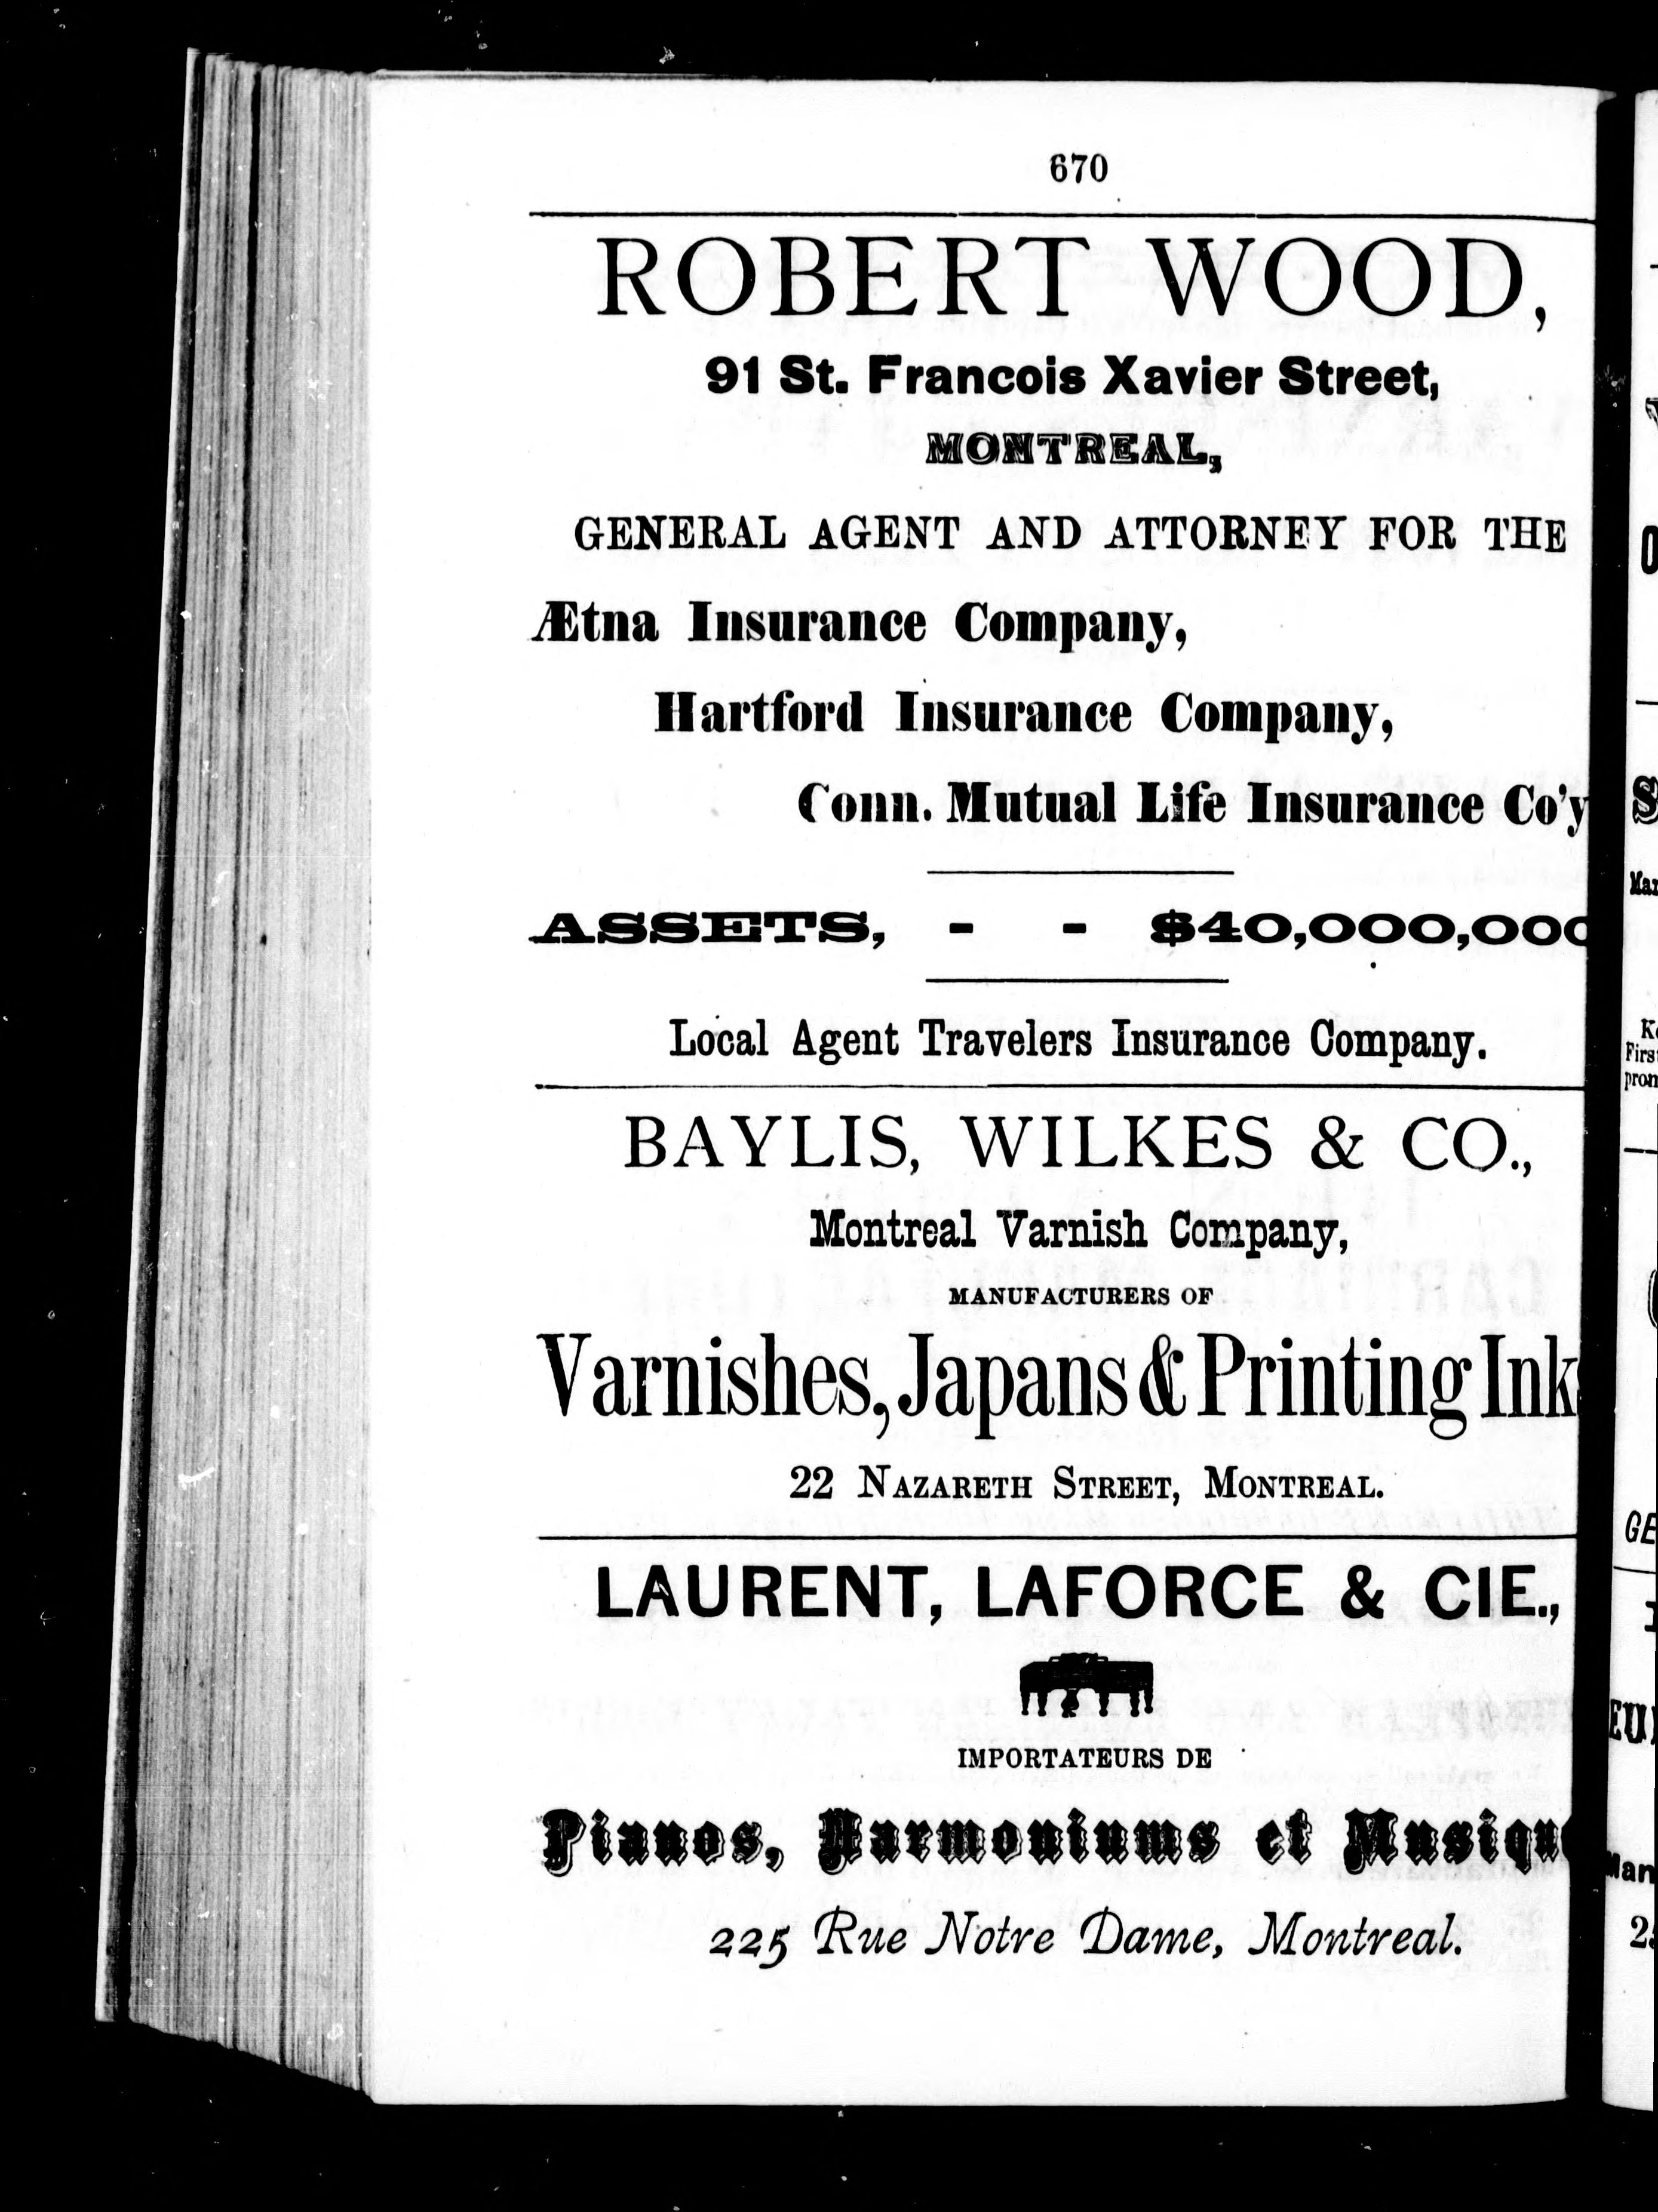 670
ROBERT WOOD,
91 St. Francois Xavier Street,
MONTREAL,
GENERAL AGENT AND ATTORNEY FOR THE
Ætna Insurance Company,
Hartford Insurance Company,
Conn. Mutual Life Insurance Co'y
ASSETS, - - $40,000,000
Local Agent Travelers Insurance Company.
BAYLIS, WILKES & CO.,
Montreal Varnish Company,
MANUFACTURERS OF
Varnishes, Japans & Printing Ink
22 NAZARETH STREET, MONTREAL.
LAURENT, LAFORCE & CIE.,
IMPORTATEURS DE
Pianos, Harmoniums et Musique
225 Rue Notre Dame, Montreal.